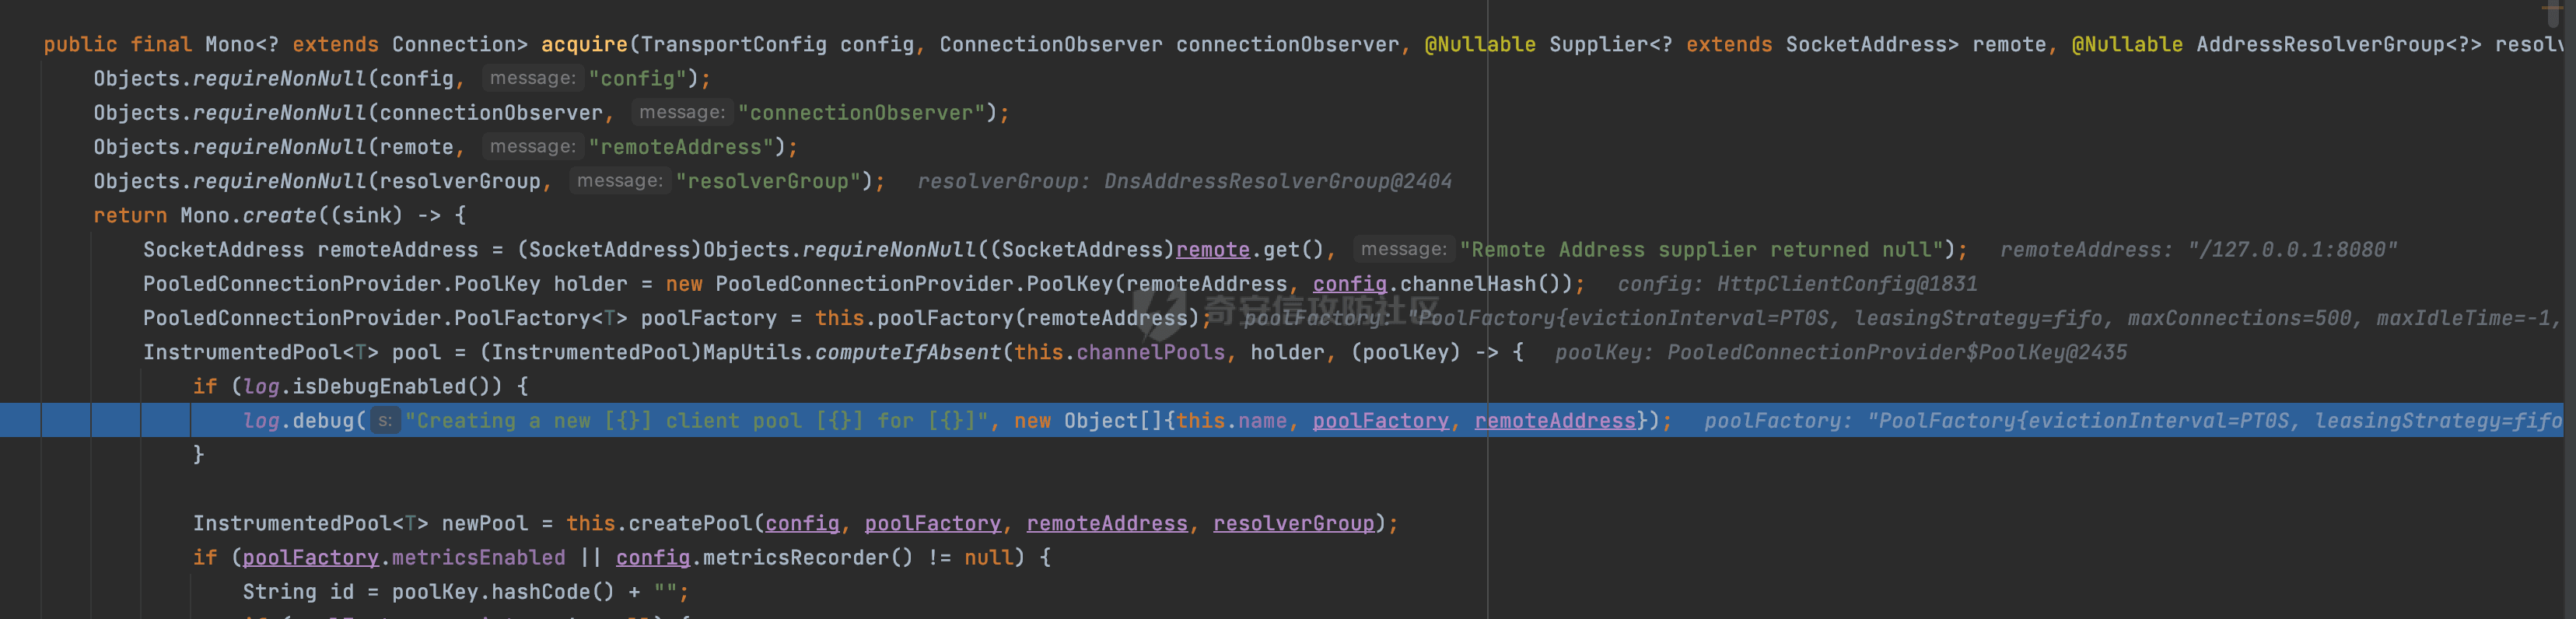 public final Mono<? extends Connection> acquire(TransportConfig config, ConnectionObserver connectionObserver, @Nullable Supplier<? extends SocketAddress> remote, @Nullable AddressResolverGroup<?> resolv
Objects.requireNonNull(config, message: "config");
Objects.requireNonNull(connectionObserver, message: "connectionObserver");
Objects.requireNonNull(remote, message: "remoteAddress");
Objects.requireNonNull(resolverGroup, message: "resolverGroup"); resolverGroup: DnsAddressResolverGroup@2404
return Mono.create((sink) -> {
SocketAddress remoteAddress = (SocketAddress)Objects.requireNonNull((SocketAddress)remote.get(), message: "Remote Address supplier returned null"); remoteAddress: "/127.0.0.1:8080"
PooledConnectionProvider.PoolKey holder = new PooledConnectionProvider.PoolKey(remoteAddress, config.channelHash()); config: HttpClientConfig@1831
奇安信攻防社区
PooledConnectionProvider.PoolFactory<T> poolFactory = this.poolFactory(remoteAddress); poolFactory: "PoolFactory{evictionInterval=PT0S, leasingStrategy=fifo, maxConnections=500, maxIdleTime=-1,
InstrumentedPool<T> pool = (InstrumentedPool)MapUtils.computeIfAbsent(this.channelPools, holder, (poolKey) -> { poolKey: PooledConnectionProvider$PoolKey@2435
if (log.isDebugEnabled()) {
log.debug( s: "Creating a new [{}] client pool [{}] for [{}]", new Object[]{this.name, poolFactory, remoteAddress}); poolFactory: "PoolFactory{evictionInterval=PT0S, leasingStrategy=fifo
}
InstrumentedPool<T> newPool = this.createPool(config, poolFactory, remoteAddress, resolverGroup);
if (poolFactory.metricsEnabled || config.metricsRecorder() != null) {
String id = poolKey.hashCode() + "";